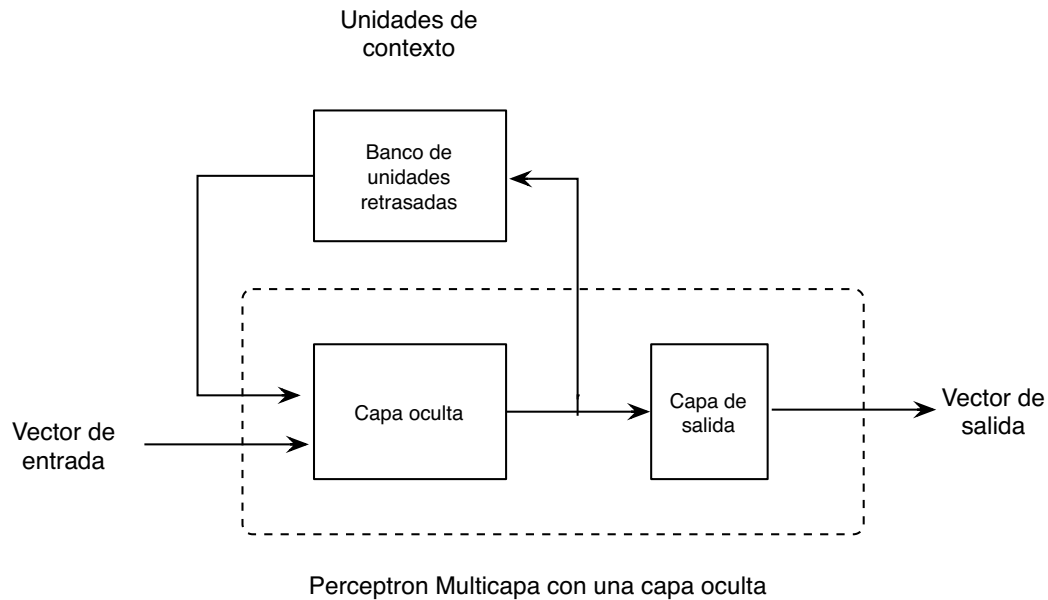 Unidades de
contexto
Banco de
unidades
retrasadas
Capa oculta
Capa de
salida
Vector de
salida
Vector de
entrada
Perceptron Multicapa con una capa oculta